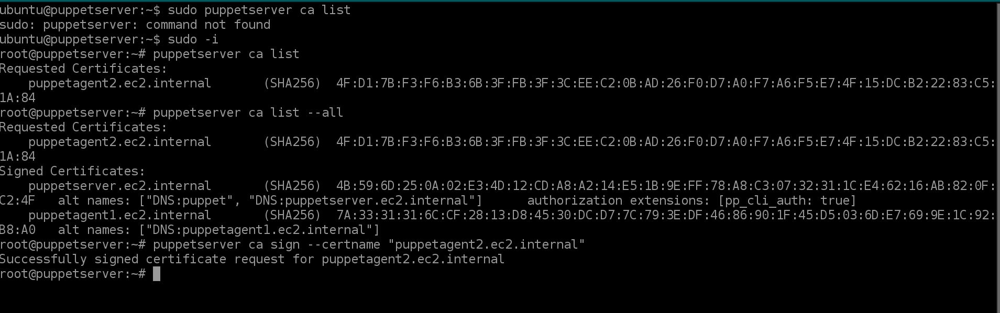 ubuntu@puppetserver:~$ sudo puppetserver ca list
sudo: puppetserver: command not found
ubuntu@puppetserver:~$ sudo -i
root@puppetserver:~# puppetserver ca list
Requested Certificates:
    puppetagent2.ec2.internal       (SHA256)  4F:D1:7B:F3:F6:B3:6B:3F:FB:3F:3C:EE:C2:0B:AD:26:F0:D7:A0:F7:A6:F5:E7:4F:15:DC:B2:22:83:C5:
1A:84
root@puppetserver:~# puppetserver ca list --all
Requested Certificates:
    puppetagent2.ec2.internal       (SHA256)  4F:D1:7B:F3:F6:B3:6B:3F:FB:3F:3C:EE:C2:0B:AD:26:F0:D7:A0:F7:A6:F5:E7:4F:15:DC:B2:22:83:C5:
1A:84
Signed Certificates:
    puppetserver.ec2.internal       (SHA256)  4B:59:6D:25:0A:02:E3:4D:12:CD:A8:A2:14:E5:1B:9E:FF:78:A8:C3:07:32:31:1C:E4:62:16:AB:82:0F:
C2:4F   alt names: ["DNS:puppet", "DNS:puppetserver.ec2.internal"]      authorization extensions: [pp_cli_auth: true]
    puppetagent1.ec2.internal       (SHA256)  7A:33:31:31:6C:CF:28:13:D8:45:30:DC:D7:7C:79:3E:DF:46:86:90:1F:45:D5:03:6D:E7:69:9E:1C:92:
B8:A0   alt names: ["DNS:puppetagent1.ec2.internal"]
root@puppetserver:~# puppetserver ca sign --certname "puppetagent2.ec2.internal"
Successfully signed certificate request for puppetagent2.ec2.internal
root@puppetserver:~#